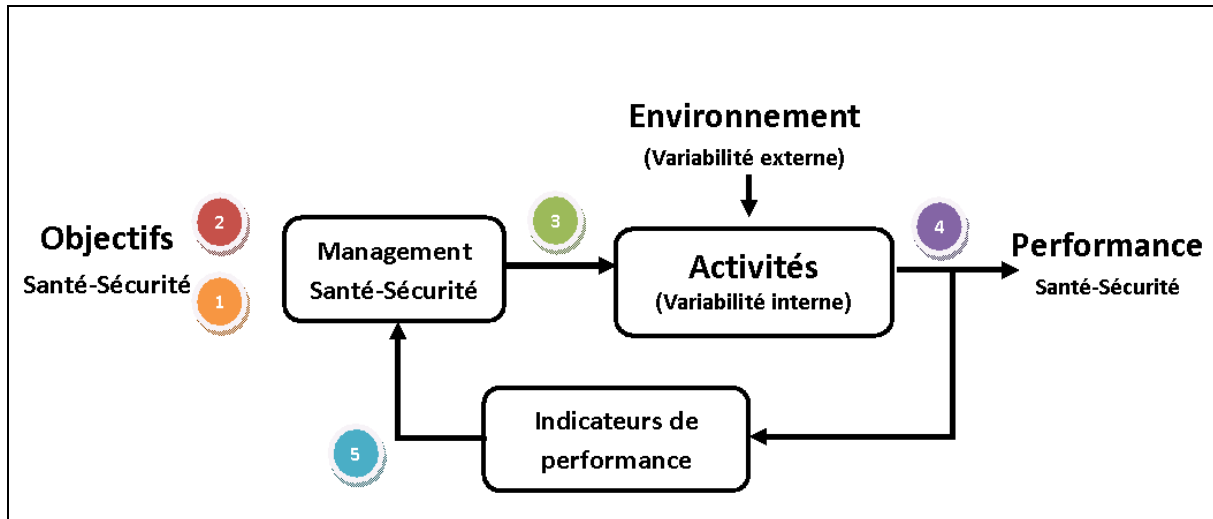 Environnement
(Variabilité externe)
2
3
4
Objectifs
Santé-Sécurité
1
Management
Santé-Sécurité
Activités
(Variabilité interne)
Performance
Santé-Sécurité
5
Indicateurs de
performance